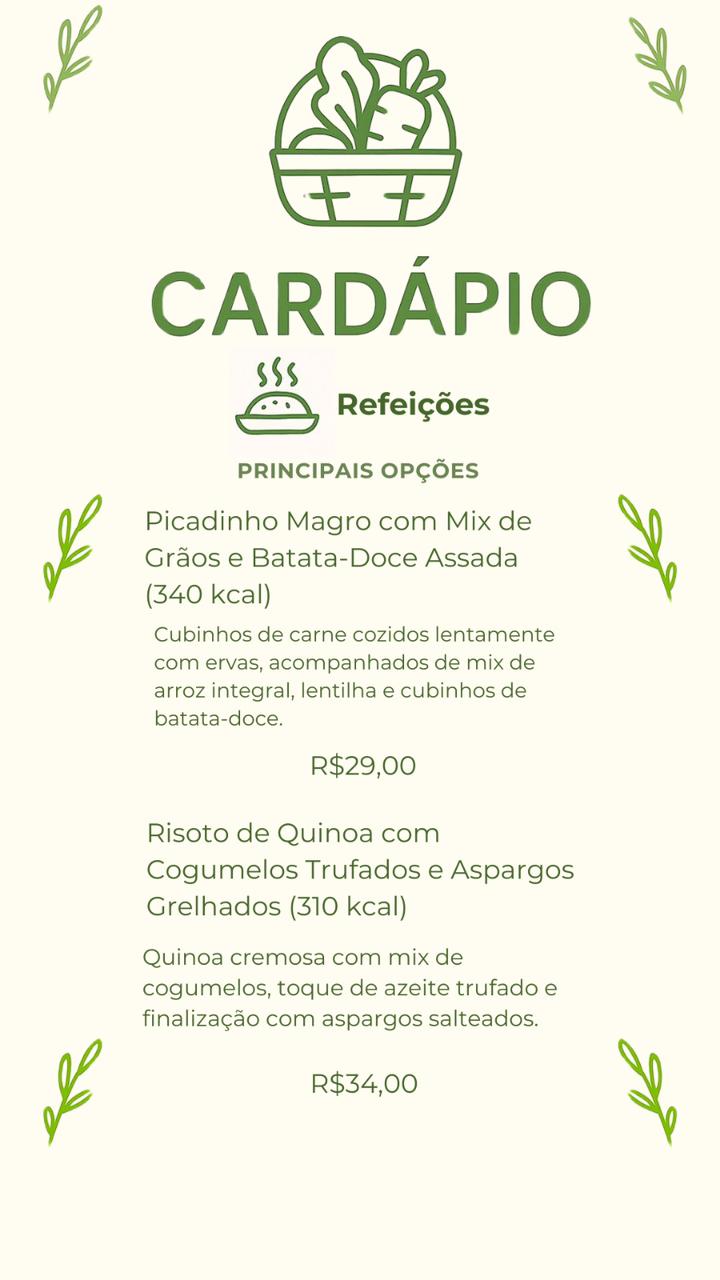 CARDÁPIO
Refeições
PRINCIPAIS OPÇÕES
Picadinho Magro com Mix de
Grãos e Batata-Doce Assada
(340 kcal)
Cubinhos de carne cozidos lentamente
com ervas, acompanhados de mix de
arroz integral, lentilha e cubinhos de
batata-doce.
R$29,00
Risoto de Quinoa com
Cogumelos Trufados e Aspargos
Grelhados (310 kcal)
Quinoa cremosa com mix de
cogumelos, toque de azeite trufado e
finalização com aspargos salteados.
R$34,00